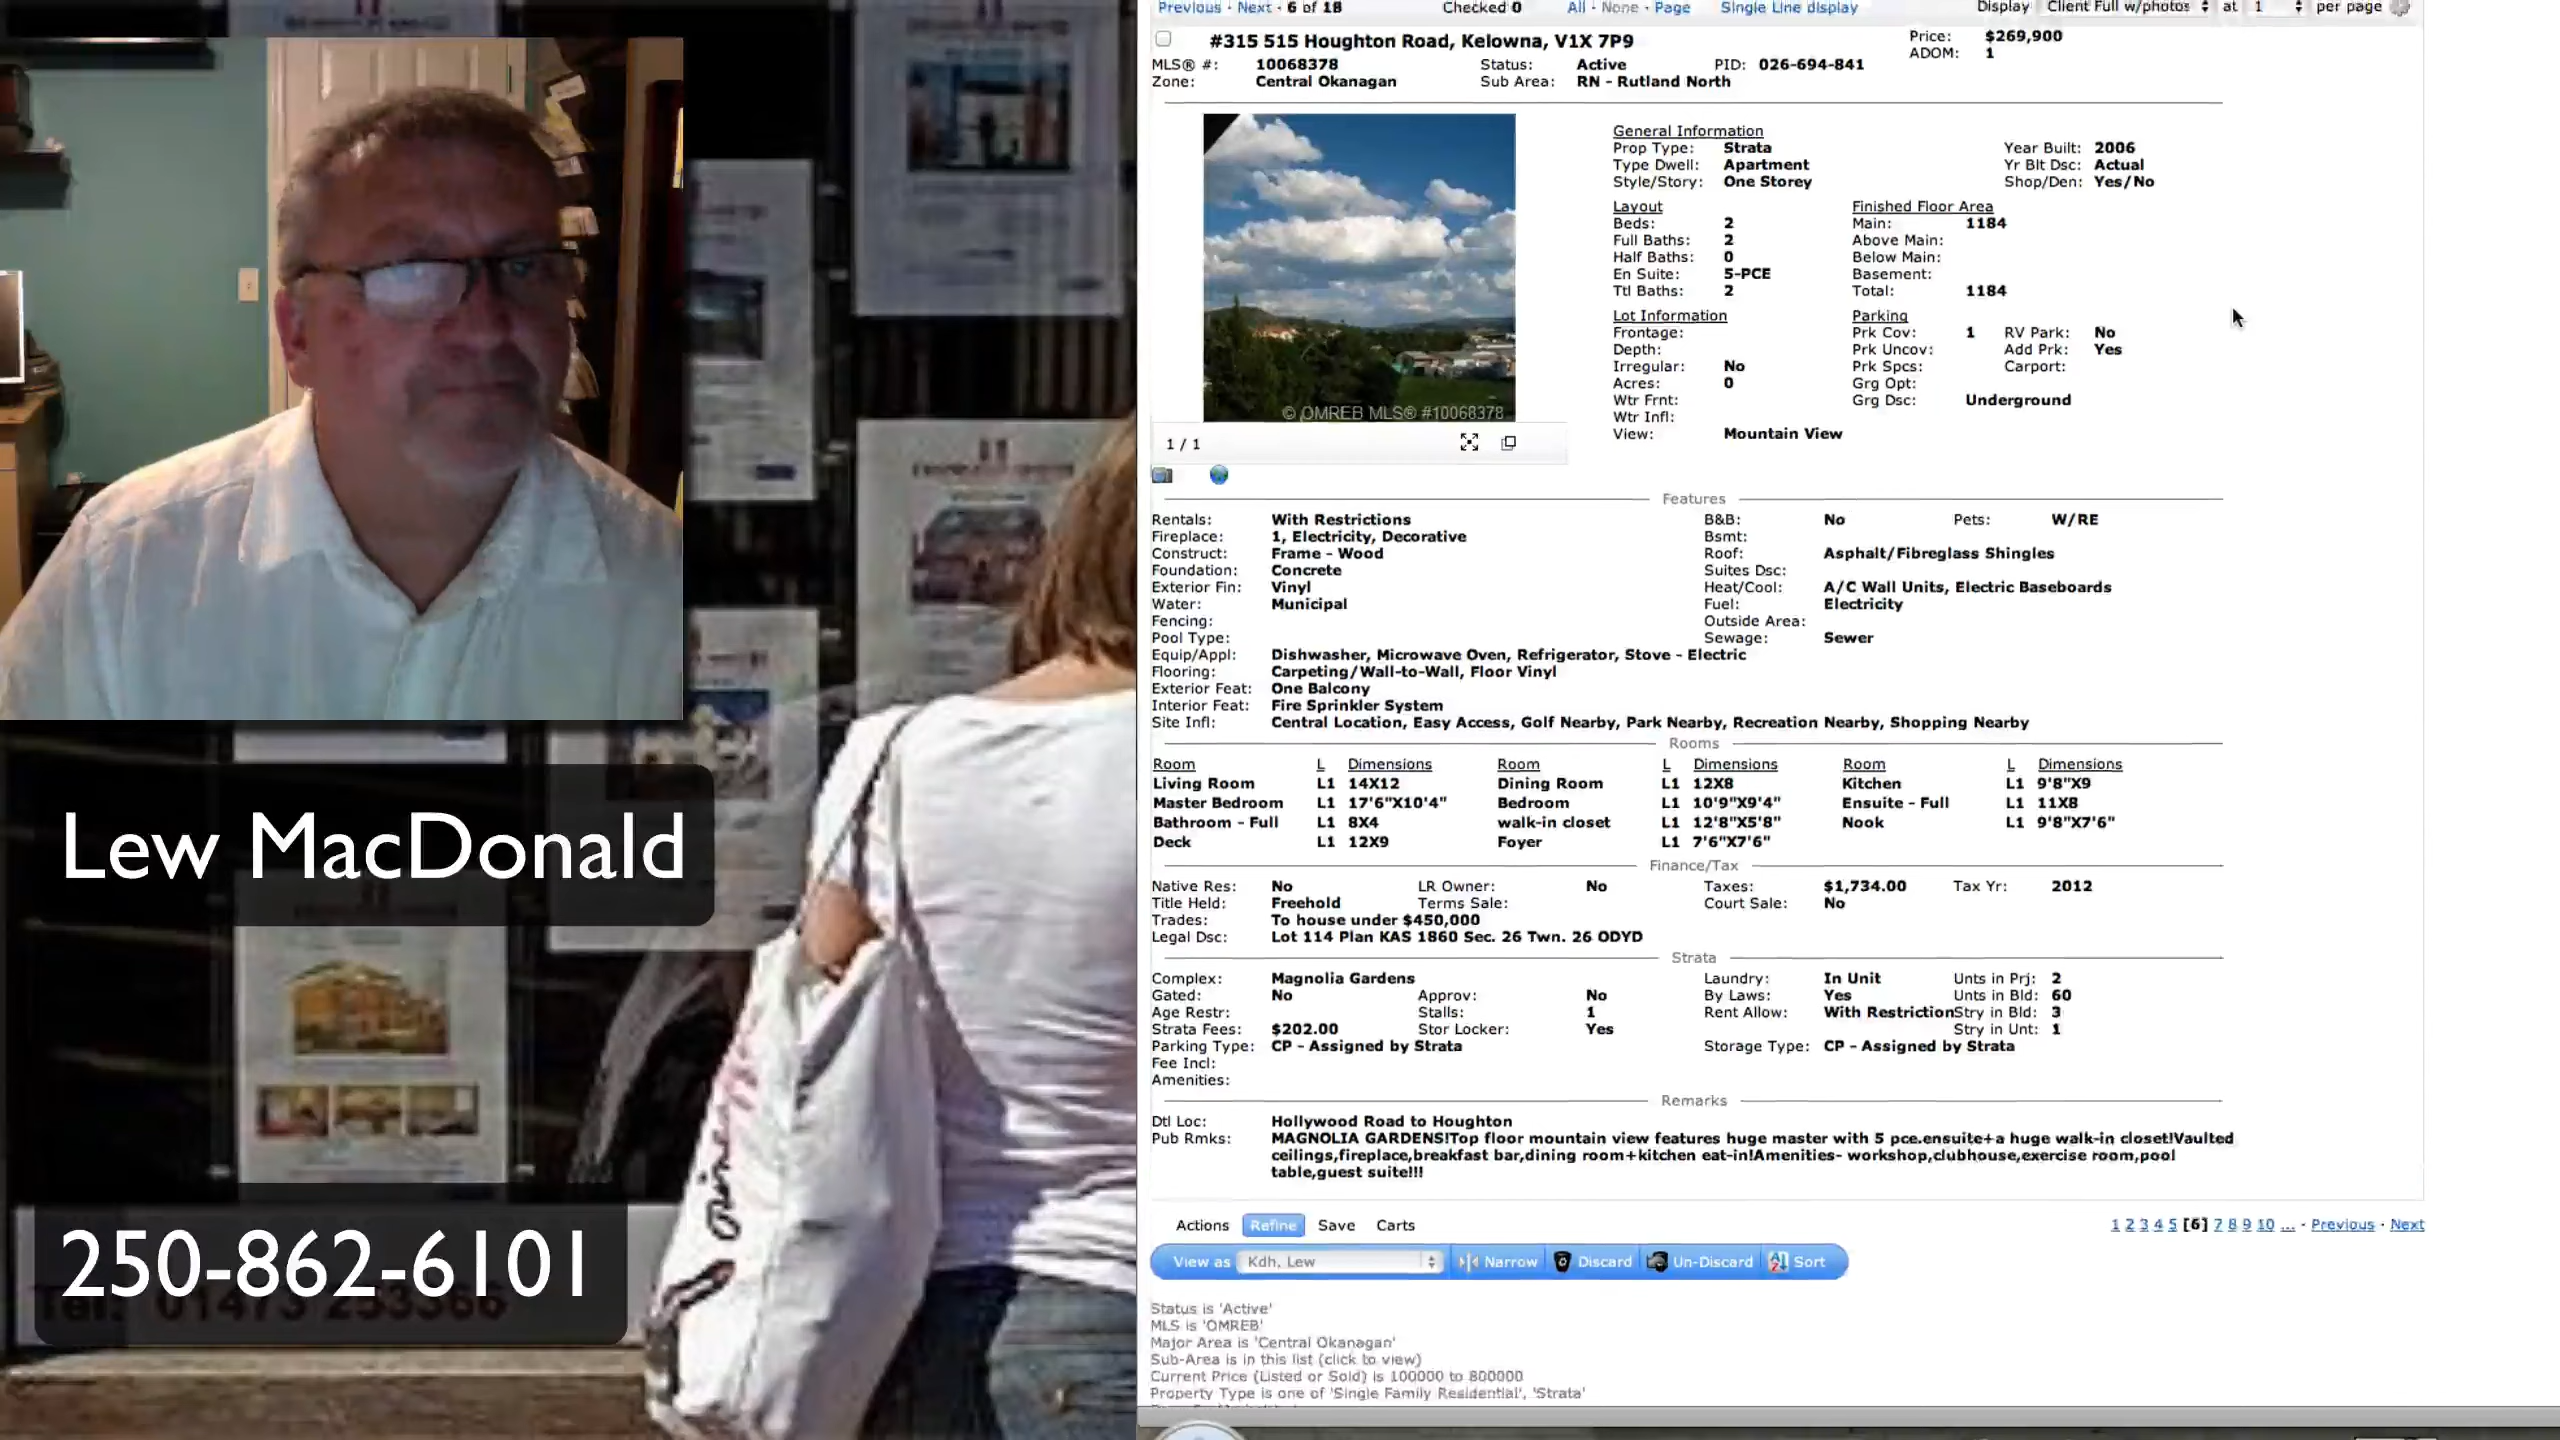 Lew MacDonald
250-862-6101
Tel: 01473 233366
Previous · Next · 6 of 18 Checked 0 All · None · Page Single Line display Display Client Full w/photos at 1 per page
#315 515 Houghton Road, Kelowna, V1X 7P9 Price: $269,900
ADOM: 1
MLS® #: 10068378 Status: Active PID: 026-694-841
Zone: Central Okanagan Sub Area: RN - Rutland North
© OMREB MLS® #10068378
1 / 1
General Information
Prop Type: Strata Year Built: 2006
Type Dwell: Apartment Yr Blt Dsc: Actual
Style/Story: One Storey Shop/Den: Yes/No
Layout Finished Floor Area
Beds: 2 Main: 1184
Full Baths: 2 Above Main:
Half Baths: 0 Below Main:
En Suite: 5-PCE Basement:
Ttl Baths: 2 Total: 1184
Lot Information Parking
Frontage: Prk Cov: 1 RV Park: No
Depth: Prk Uncov: Add Prk: Yes
Irregular: No Prk Spcs: Carport:
Acres: 0 Grg Opt:
Wtr Frnt: Grg Dsc: Underground
Wtr Infl:
View: Mountain View
Features
Rentals: With Restrictions B&B: No Pets: W/RE
Fireplace: 1, Electricity, Decorative Bsmt:
Construct: Frame - Wood Roof: Asphalt/Fibreglass Shingles
Foundation: Concrete Suites Dsc:
Exterior Fin: Vinyl Heat/Cool: A/C Wall Units, Electric Baseboards
Water: Municipal Fuel: Electricity
Fencing: Outside Area:
Pool Type: Sewage: Sewer
Equip/Appl: Dishwasher, Microwave Oven, Refrigerator, Stove - Electric
Flooring: Carpeting/Wall-to-Wall, Floor Vinyl
Exterior Feat: One Balcony
Interior Feat: Fire Sprinkler System
Site Infl: Central Location, Easy Access, Golf Nearby, Park Nearby, Recreation Nearby, Shopping Nearby
Rooms
Room L Dimensions Room L Dimensions Room L Dimensions
Living Room L1 14X12 Dining Room L1 12X8 Kitchen L1 9'8"X9
Master Bedroom L1 17'6"X10'4" Bedroom L1 10'9"X9'4" Ensuite - Full L1 11X8
Bathroom - Full L1 8X4 walk-in closet L1 12'8"X5'8" Nook L1 9'8"X7'6"
Deck L1 12X9 Foyer L1 7'6"X7'6"
Finance/Tax
Native Res: No LR Owner: No Taxes: $1,734.00 Tax Yr: 2012
Title Held: Freehold Terms Sale: Court Sale: No
Trades: To house under $450,000
Legal Dsc: Lot 114 Plan KAS 1860 Sec. 26 Twn. 26 ODYD
Strata
Complex: Magnolia Gardens Laundry: In Unit Unts in Prj: 2
Gated: No Approv: No By Laws: Yes Unts in Bld: 60
Age Restr: Stalls: 1 Rent Allow: With Restriction Stry in Bld: 3
Strata Fees: $202.00 Stor Locker: Yes Stry in Unt: 1
Parking Type: CP - Assigned by Strata Storage Type: CP - Assigned by Strata
Fee Incl:
Amenities:
Remarks
Dtl Loc: Hollywood Road to Houghton
Pub Rmks: MAGNOLIA GARDENS!Top floor mountain view features huge master with 5 pce.ensuite+a huge walk-in closet!Vaulted
ceilings,fireplace,breakfast bar,dining room+kitchen eat-in!Amenities- workshop,clubhouse,exercise room,pool
table,guest suite!!!
Actions Refine Save Carts 1 2 3 4 5 [6] 7 8 9 10 ... · Previous · Next
View as Kdh, Lew Narrow Discard Un-Discard Sort
Status is 'Active'
MLS is 'OMREB'
Major Area is 'Central Okanagan'
Sub-Area is in this list (click to view)
Current Price (Listed or Sold) is 100000 to 800000
Property Type is one of 'Single Family Residential', 'Strata'